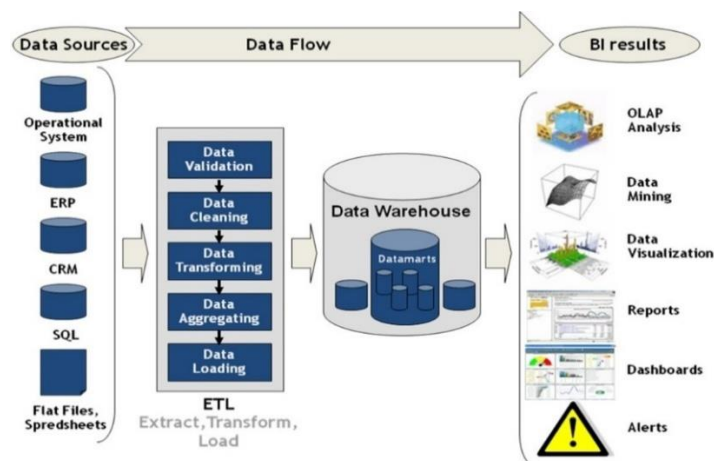 Data Sources
Data Flow
BI results
Operational
System
ERP
CRM
SQL
Flat Files,
Spredsheets
Data
Validation
Data
Cleaning
Data
Transforming
Data
Aggregating
Data
Loading
ETL
Extract,Transform,
Load
Data Warehouse
Datamarts
OLAP
Analysis
Data
Mining
Data
Visualization
Reports
Dashboards
Alerts